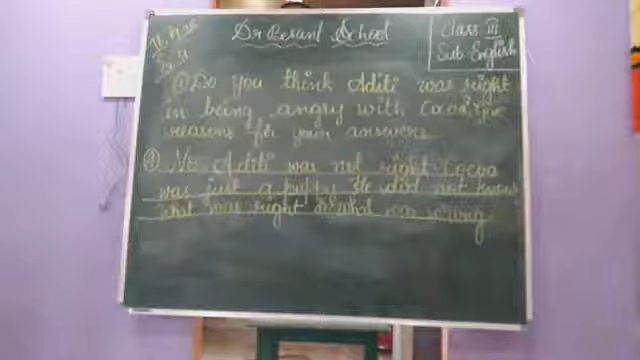 Dr Besant School
Class III
Sub. English
Q Do you think Aditi was right
in being angry with Cocoa? Give
reasons for your answers
A No Aditi was not right Cocoa
was just a puppy He did not know
what was right or what was wrong.